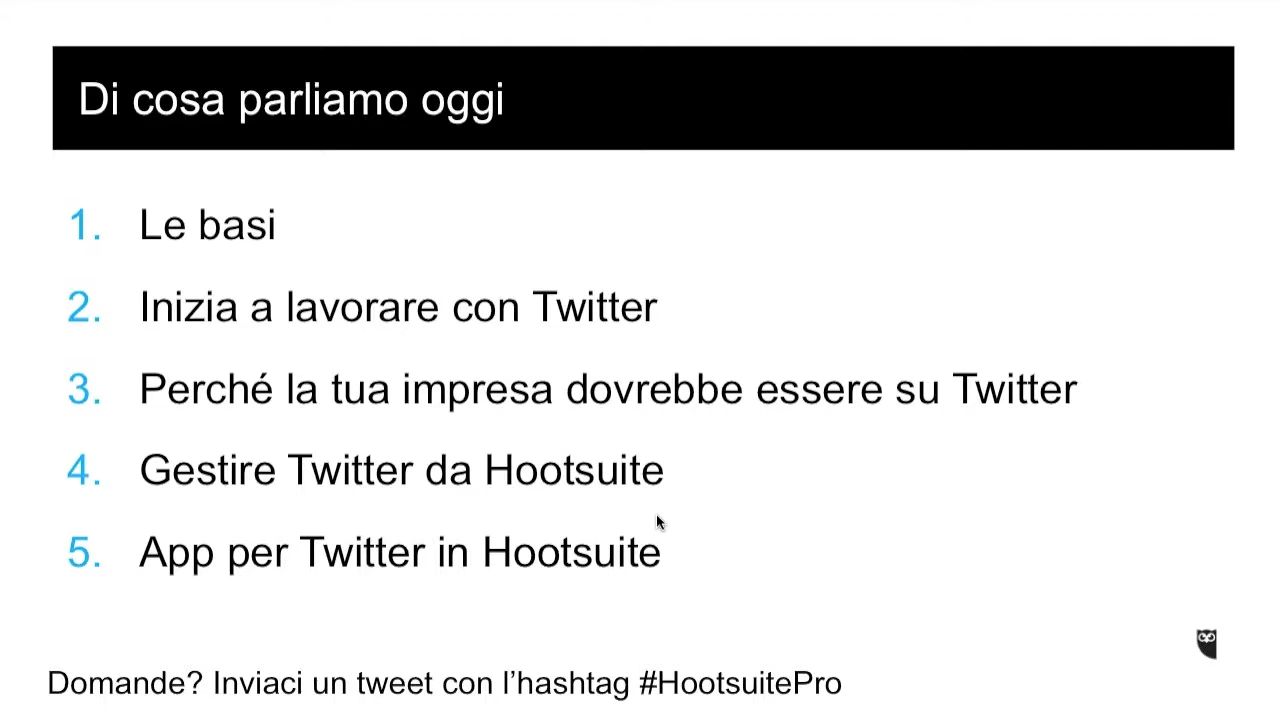 Di cosa parliamo oggi
1. Le basi
2. Inizia a lavorare con Twitter
3. Perché la tua impresa dovrebbe essere su Twitter
4. Gestire Twitter da Hootsuite
5. App per Twitter in Hootsuite
Domande? Inviaci un tweet con l’hashtag #HootsuitePro